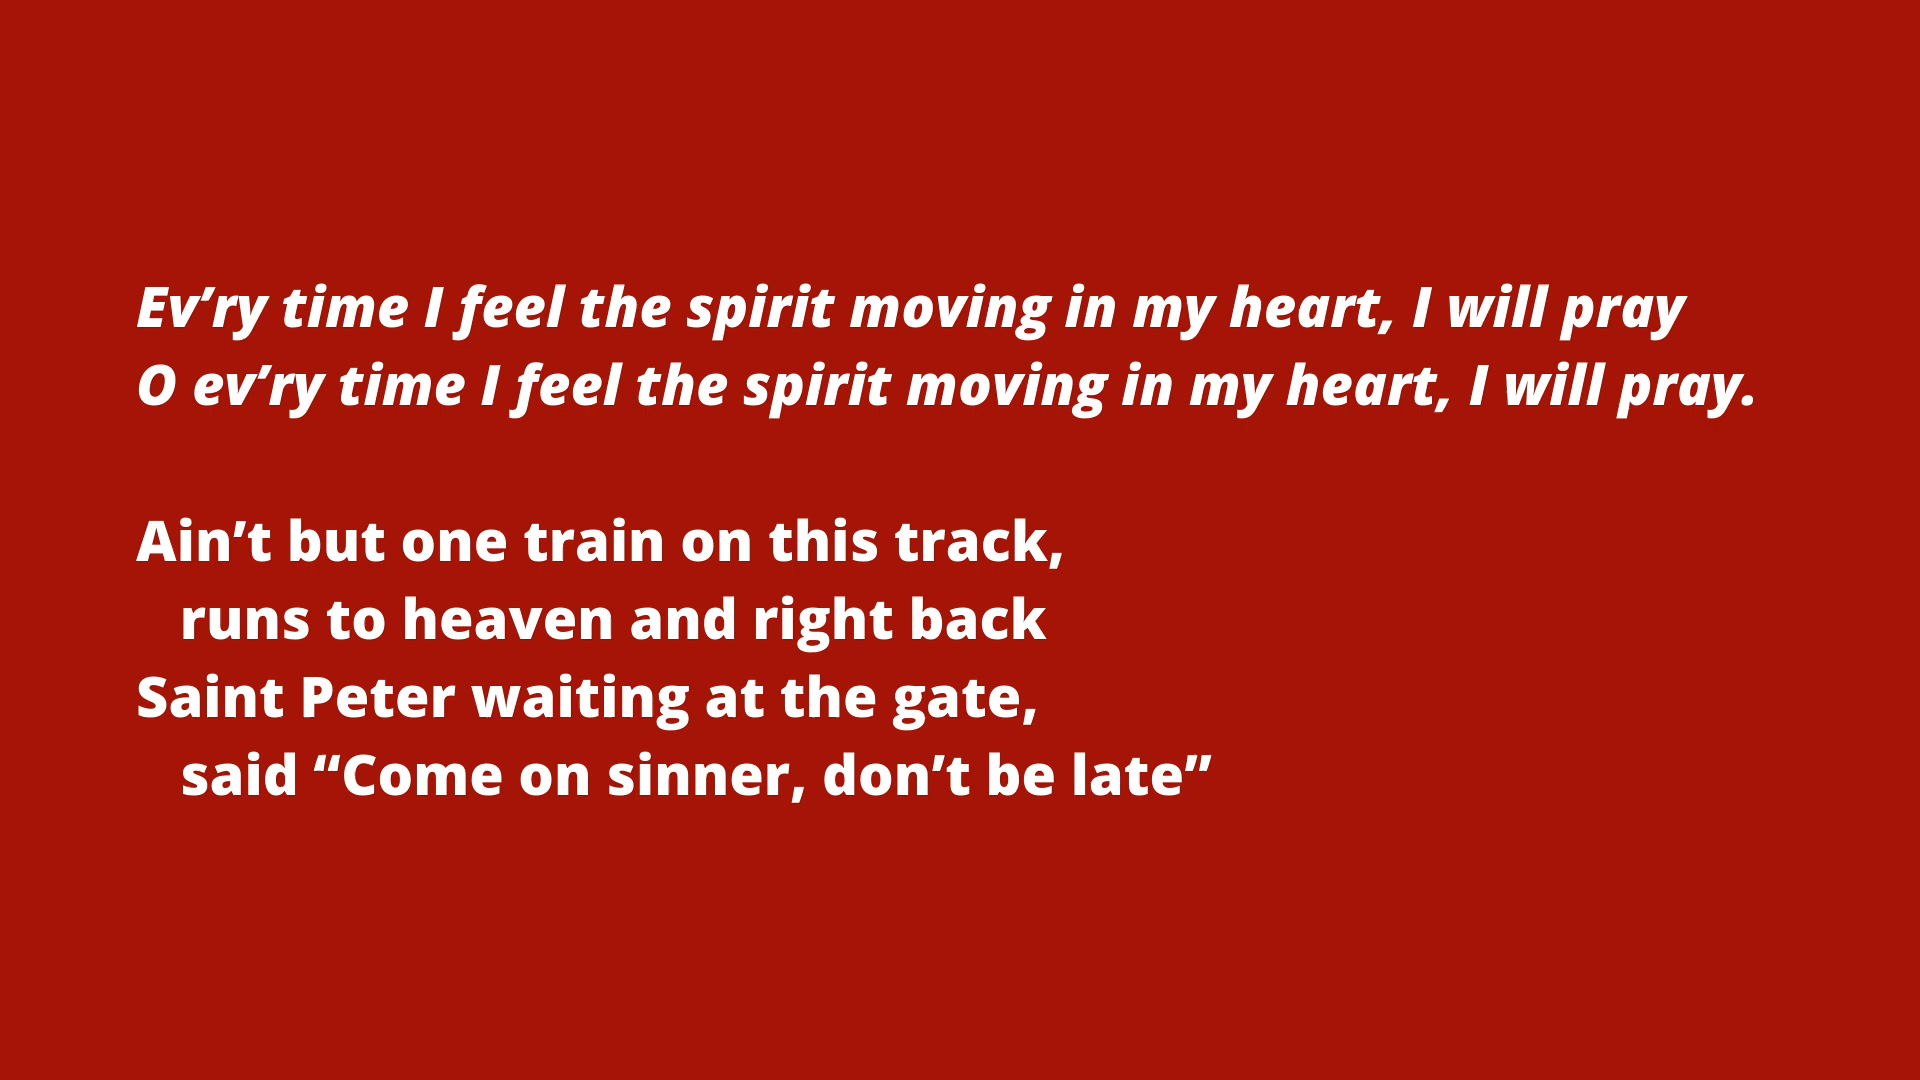 Ev’ry time I feel the spirit moving in my heart, I will pray
O ev’ry time I feel the spirit moving in my heart, I will pray.
Ain’t but one train on this track,
runs to heaven and right back
Saint Peter waiting at the gate,
said “Come on sinner, don’t be late”